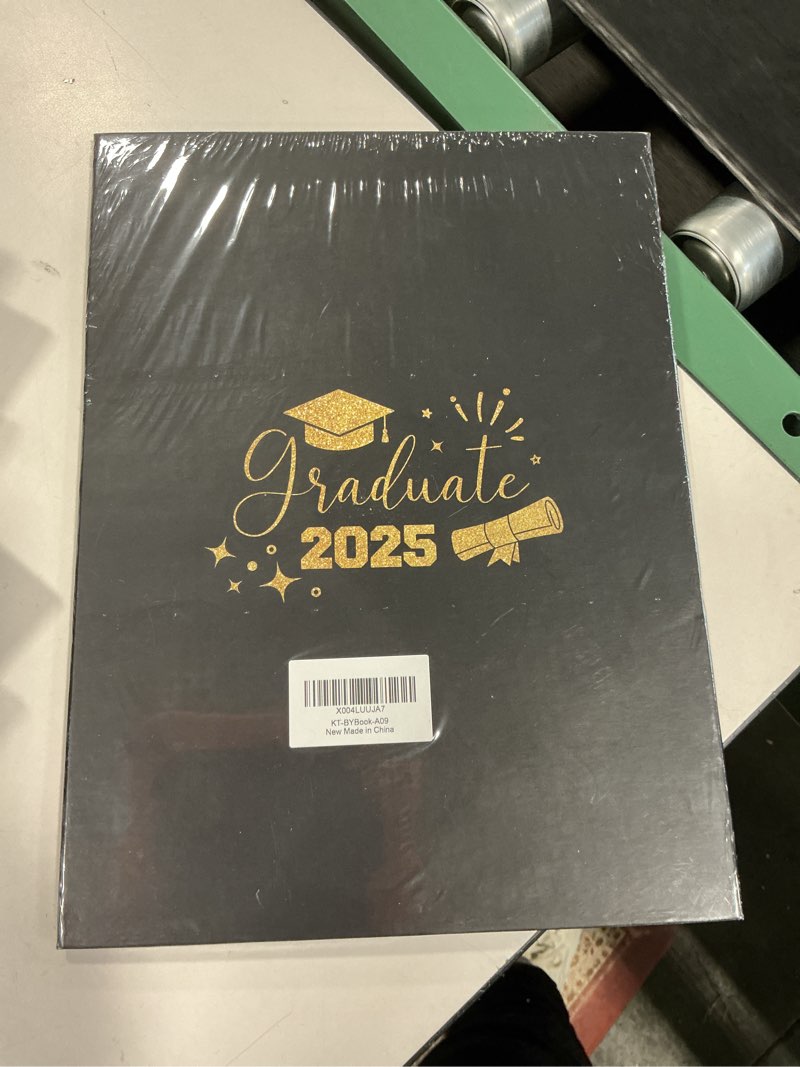 Graduate
2025
X004LUUJA7
KT-BYBook-A09
New Made in China